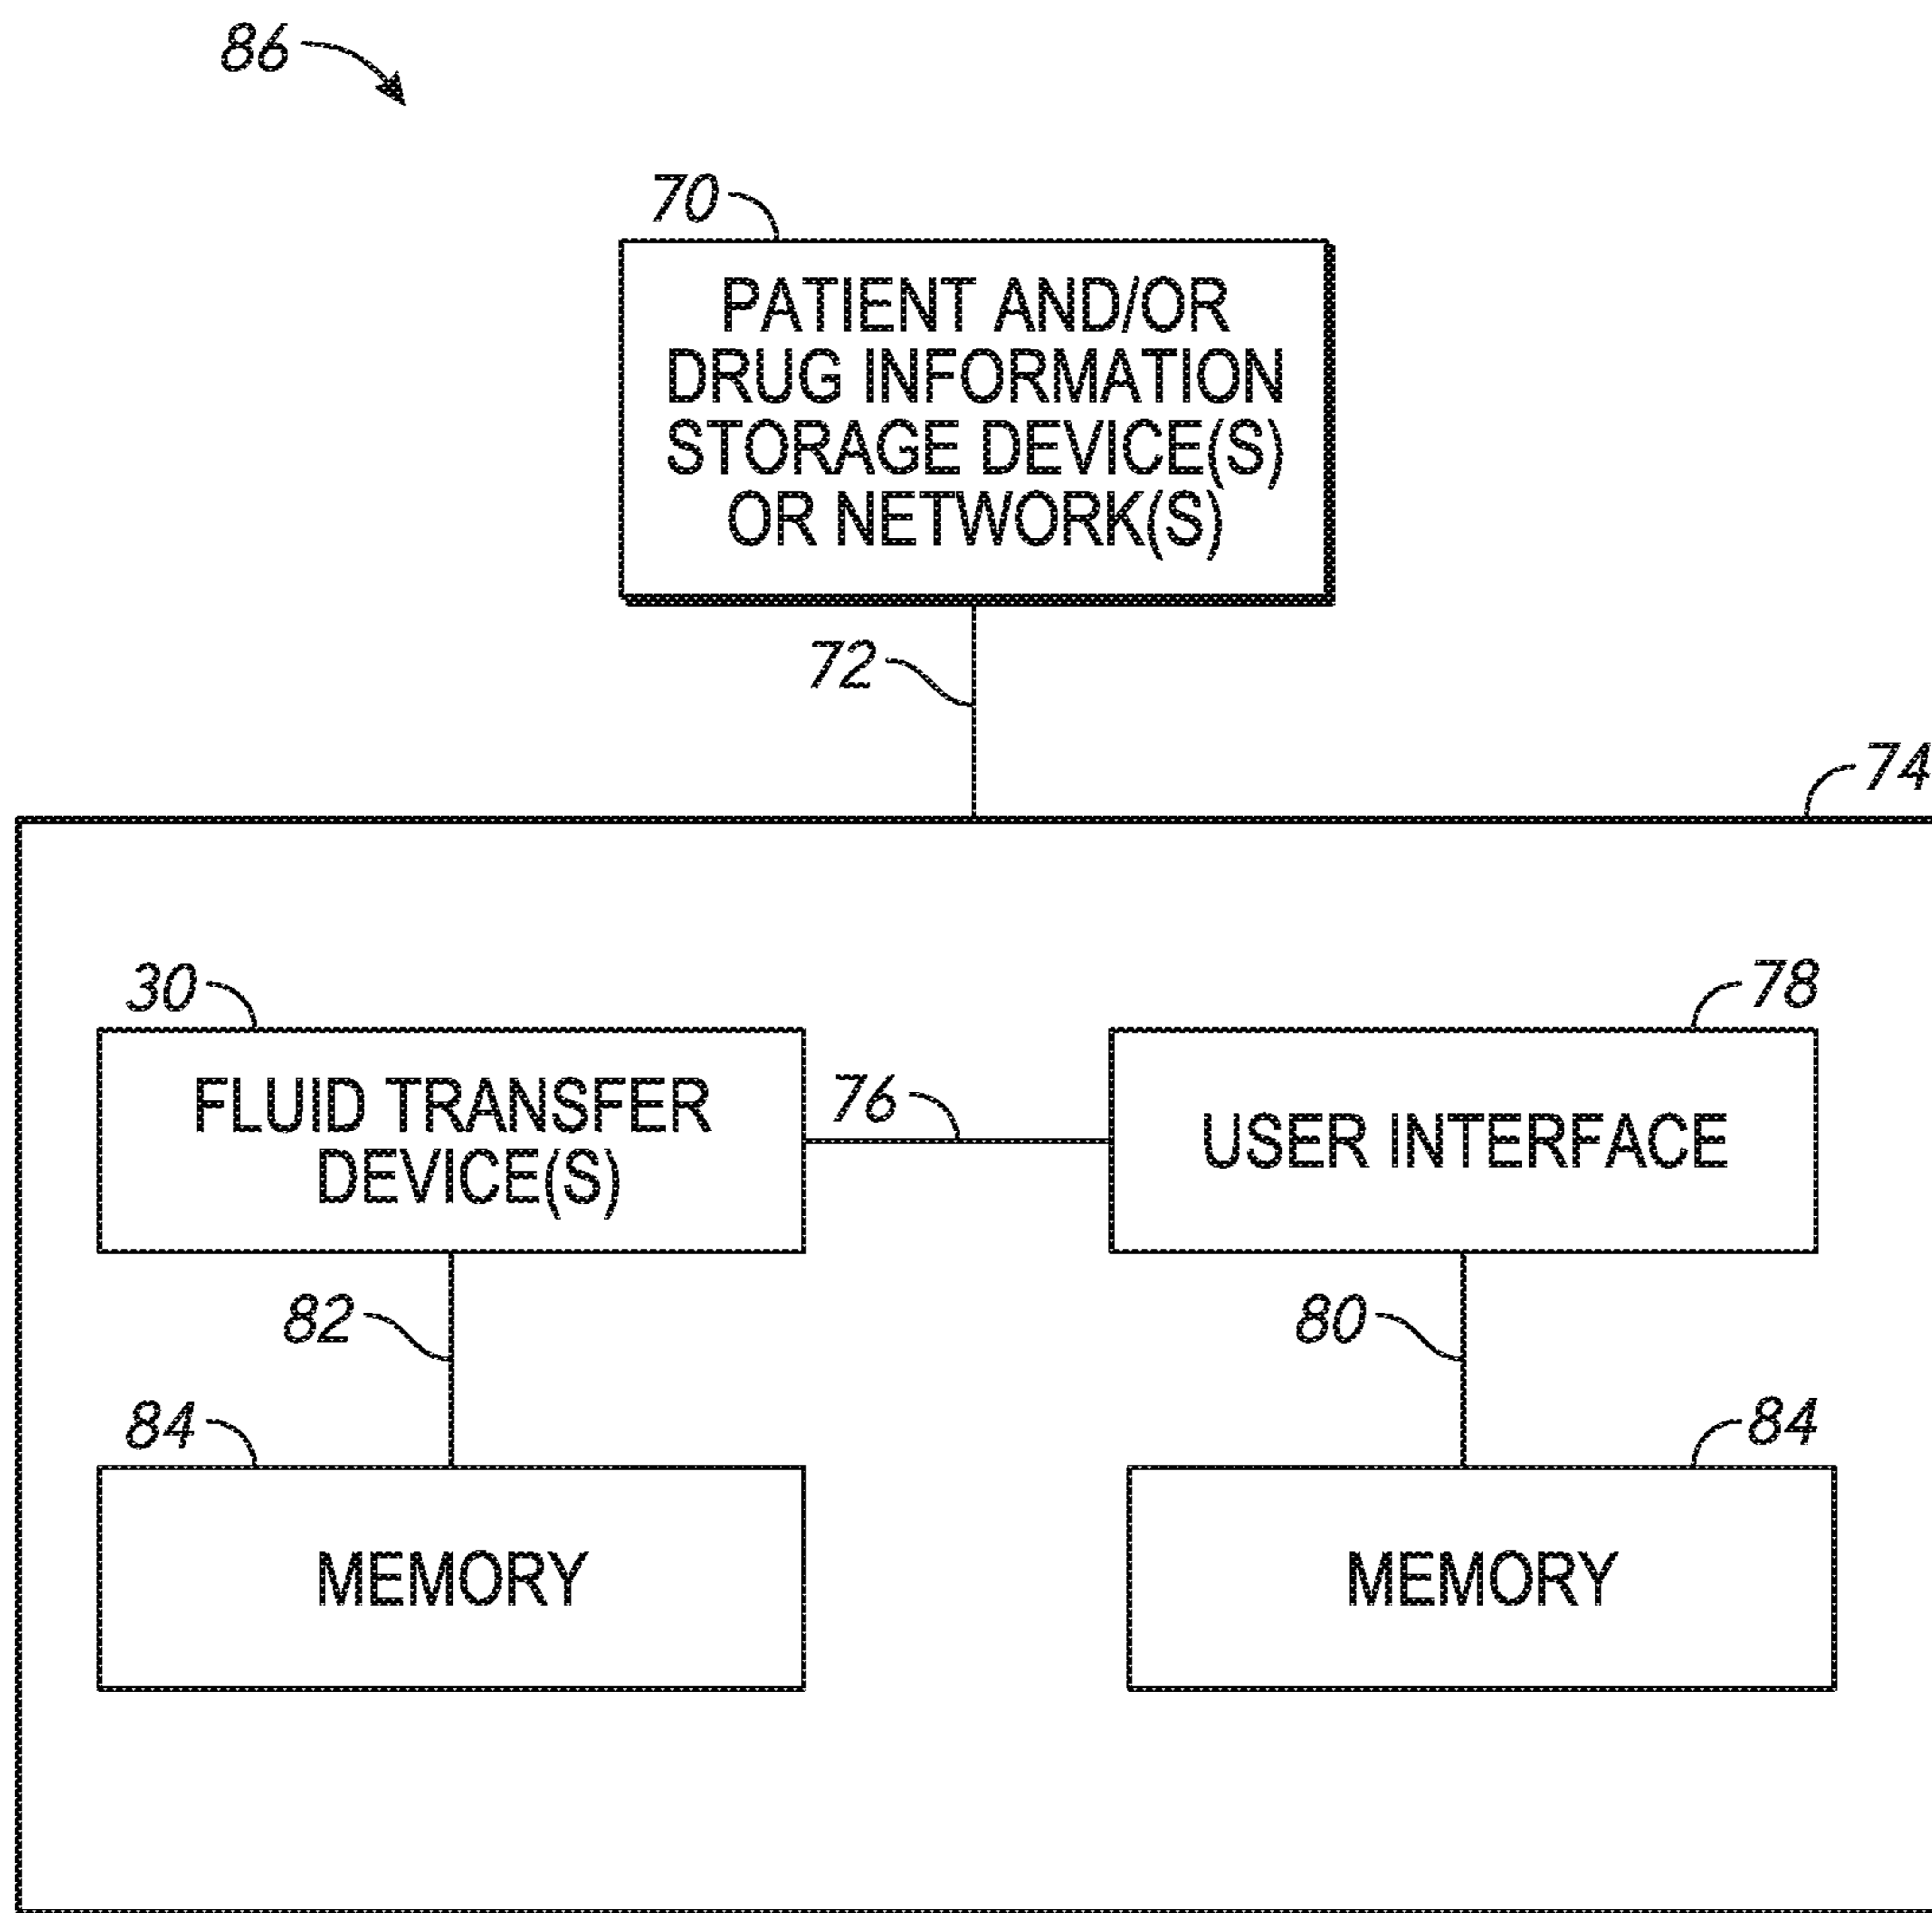 86
70
PATIENT AND/OR
DRUG INFORMATION
STORAGE DEVICE(S)
OR NETWORK(S)
72
74
30
78
FLUID TRANSFER
DEVICE(S)
76
USER INTERFACE
82
80
84
84
MEMORY
MEMORY